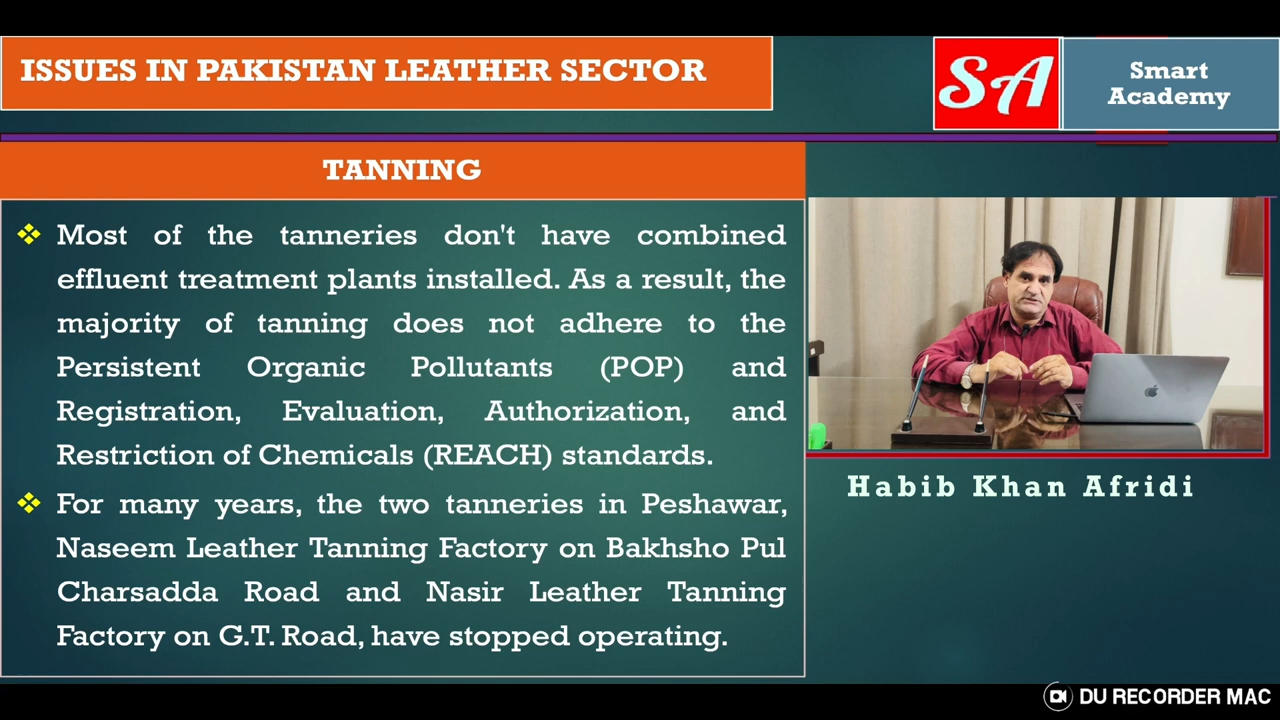 ISSUES IN PAKISTAN LEATHER SECTOR
SA
Smart
Academy
TANNING
Most of the tanneries don't have combined
effluent treatment plants installed. As a result, the
majority of tanning does not adhere to the
Persistent Organic Pollutants (POP) and
Registration, Evaluation, Authorization, and
Restriction of Chemicals (REACH) standards.
For many years, the two tanneries in Peshawar,
Naseem Leather Tanning Factory on Bakhsho Pul
Charsadda Road and Nasir Leather Tanning
Factory on G.T. Road, have stopped operating.
Habib Khan Afridi
DU RECORDER MAC